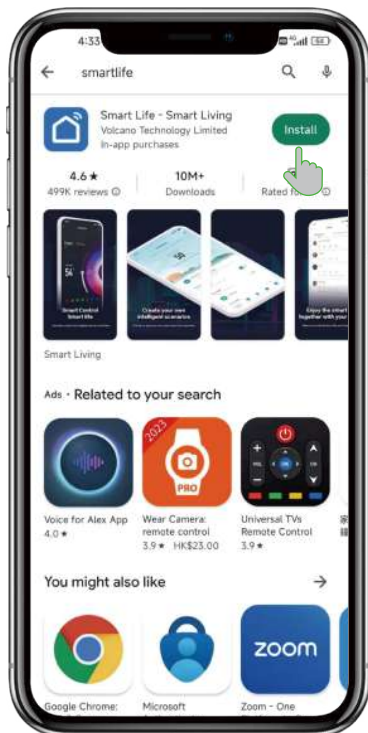 4:33
smartlife
Smart Life - Smart Living
Volcano Technology Limited
In-app purchases
Install
4.6 ★
499K reviews
10M+
Downloads
Rated for
Smart Control
Smart life
50
Create your own
intelligent scenarios
Enjoy the smart
together with your
Smart Living
Ads · Related to your search
2023
PRO
Voice for Alex App
4.0 ★
Wear Camera:
remote control
3.9 ★ HK$23.00
Universal TVs
Remote Control
3.9 ★
You might also like
zoom
Google Chrome:
Microsoft
Zoom - One